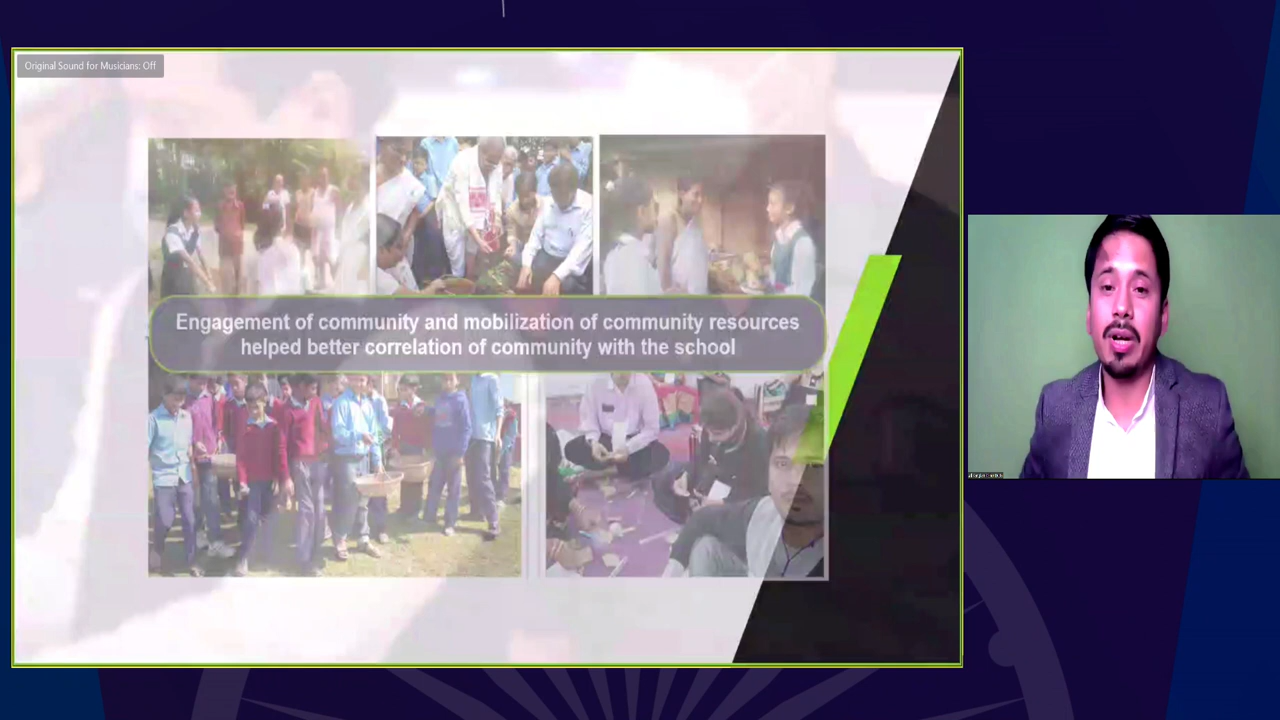 Original Sound for Musicians: Off
Engagement of community and mobilization of community resources
helped better correlation of community with the school